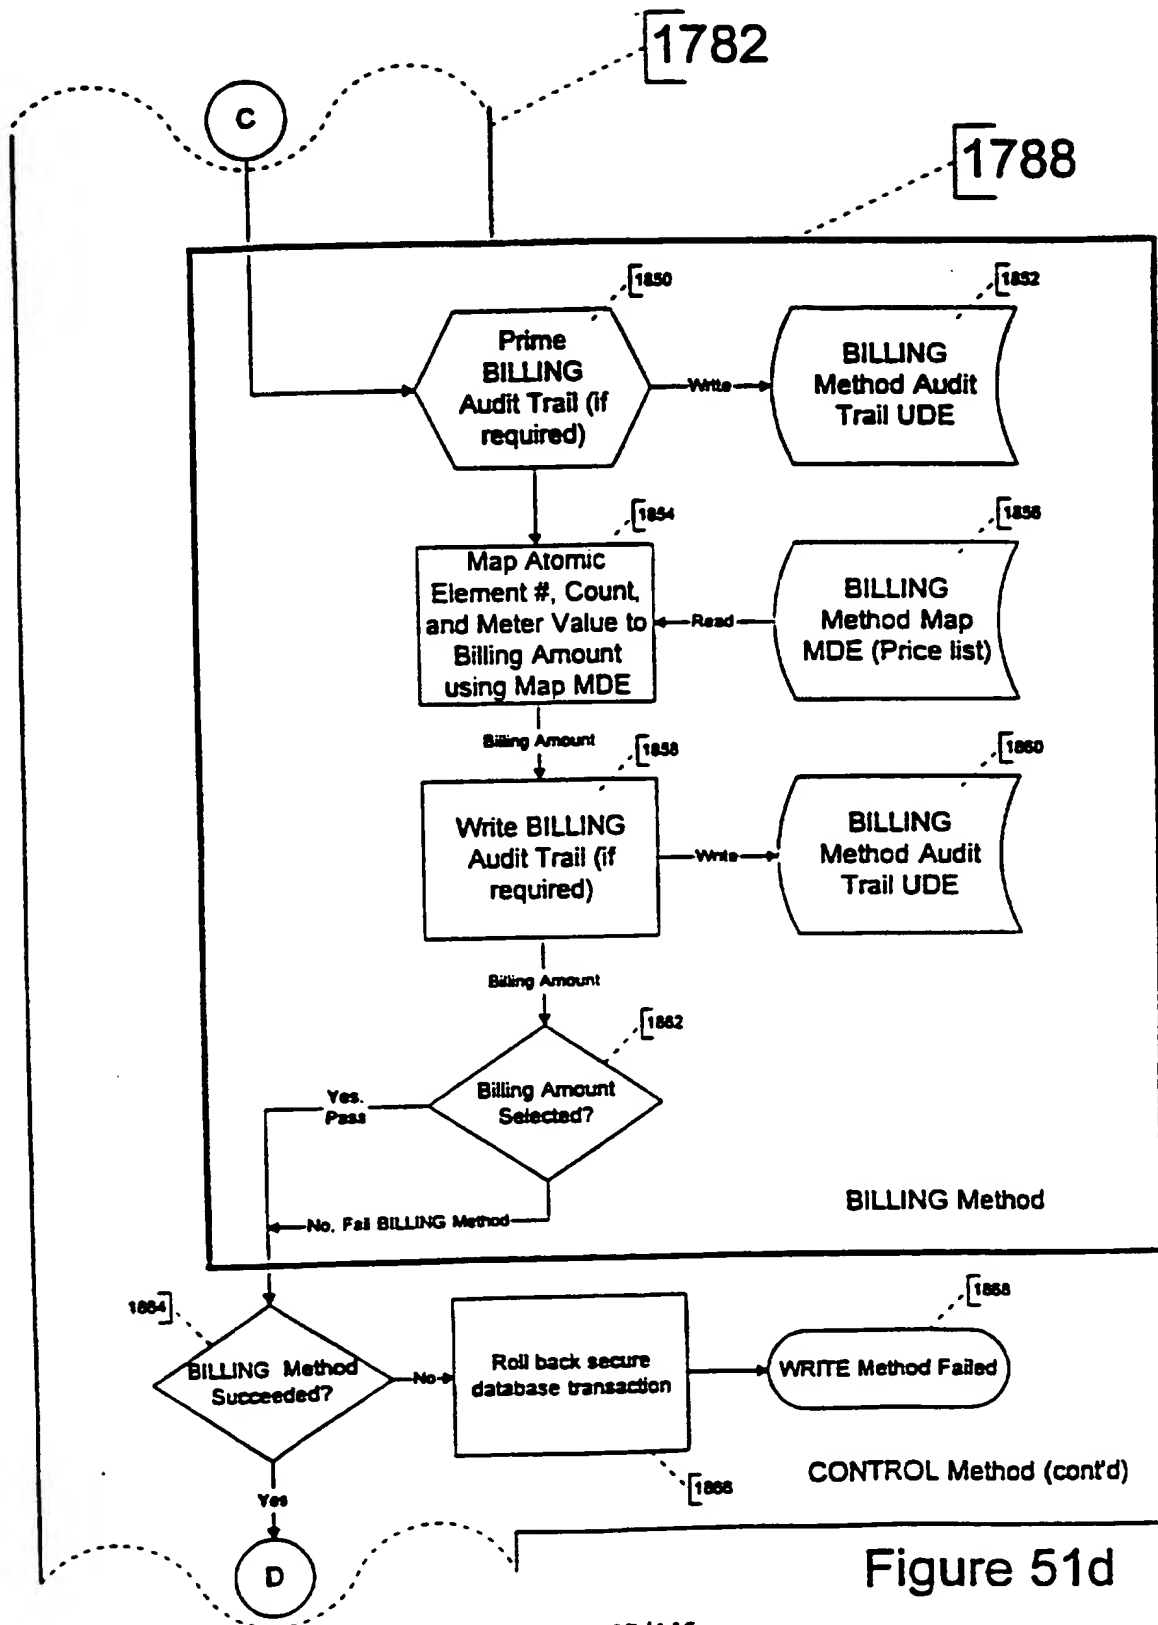 1782
C
1788
1850
1852
Prime
BILLING
Audit Trail (if
required)
Write
BILLING
Method Audit
Trail UDE
1854
1856
Map Atomic
Element #, Count,
and Meter Value to
Billing Amount
using Map MDE
Read
BILLING
Method Map
MDE (Price list)
Billing Amount
1858
1860
Write BILLING
Audit Trail (if
required)
Write
BILLING
Method Audit
Trail UDE
Billing Amount
1862
Billing Amount
Selected?
Yes.
Pass
No, Fail BILLING Method
BILLING Method
1864
1868
BILLING Method
Succeeded?
No
Roll back secure
database transaction
WRITE Method Failed
1866
CONTROL Method (cont'd)
Yes
D
Figure 51d